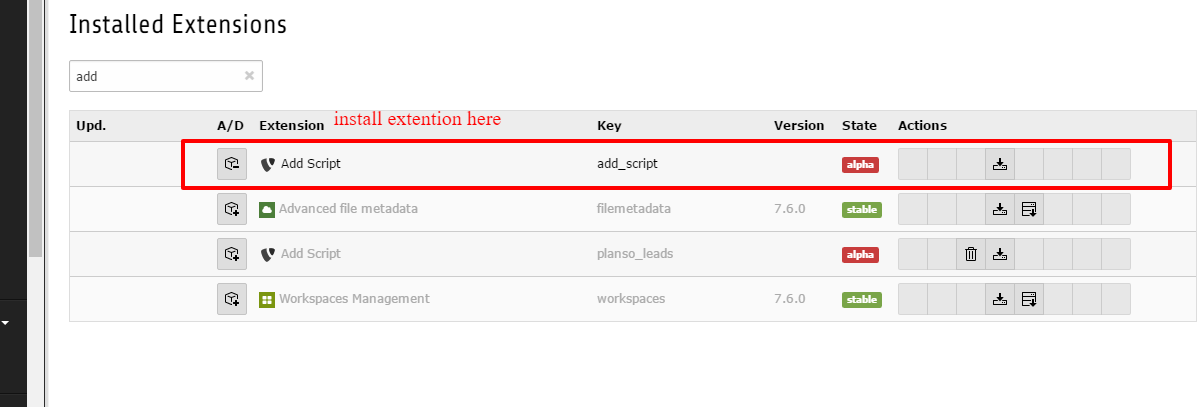 Installed Extensions
add
Upd. A/D Extension install extention here Key Version State Actions
Add Script add_script alpha
Advanced file metadata filemetadata 7.6.0 stable
Add Script planso_leads alpha
Workspaces Management workspaces 7.6.0 stable